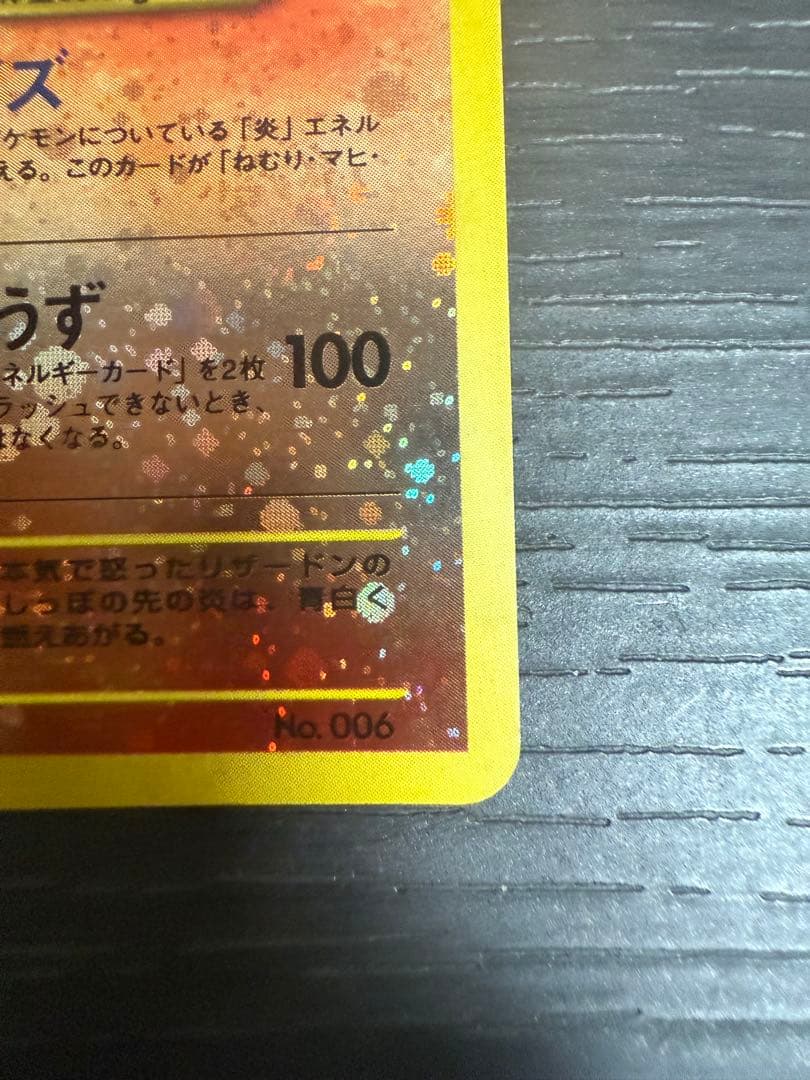 ズ
ケモンについている「炎」エネル
える。このカードが「ねむり・マヒ・
うず
100
ネルギーカード」を2枚
ラッシュできないとき、
はなくなる。
本気で怒ったリザードンの
しっぽの先の炎は、青白く
燃えあがる。
No. 006